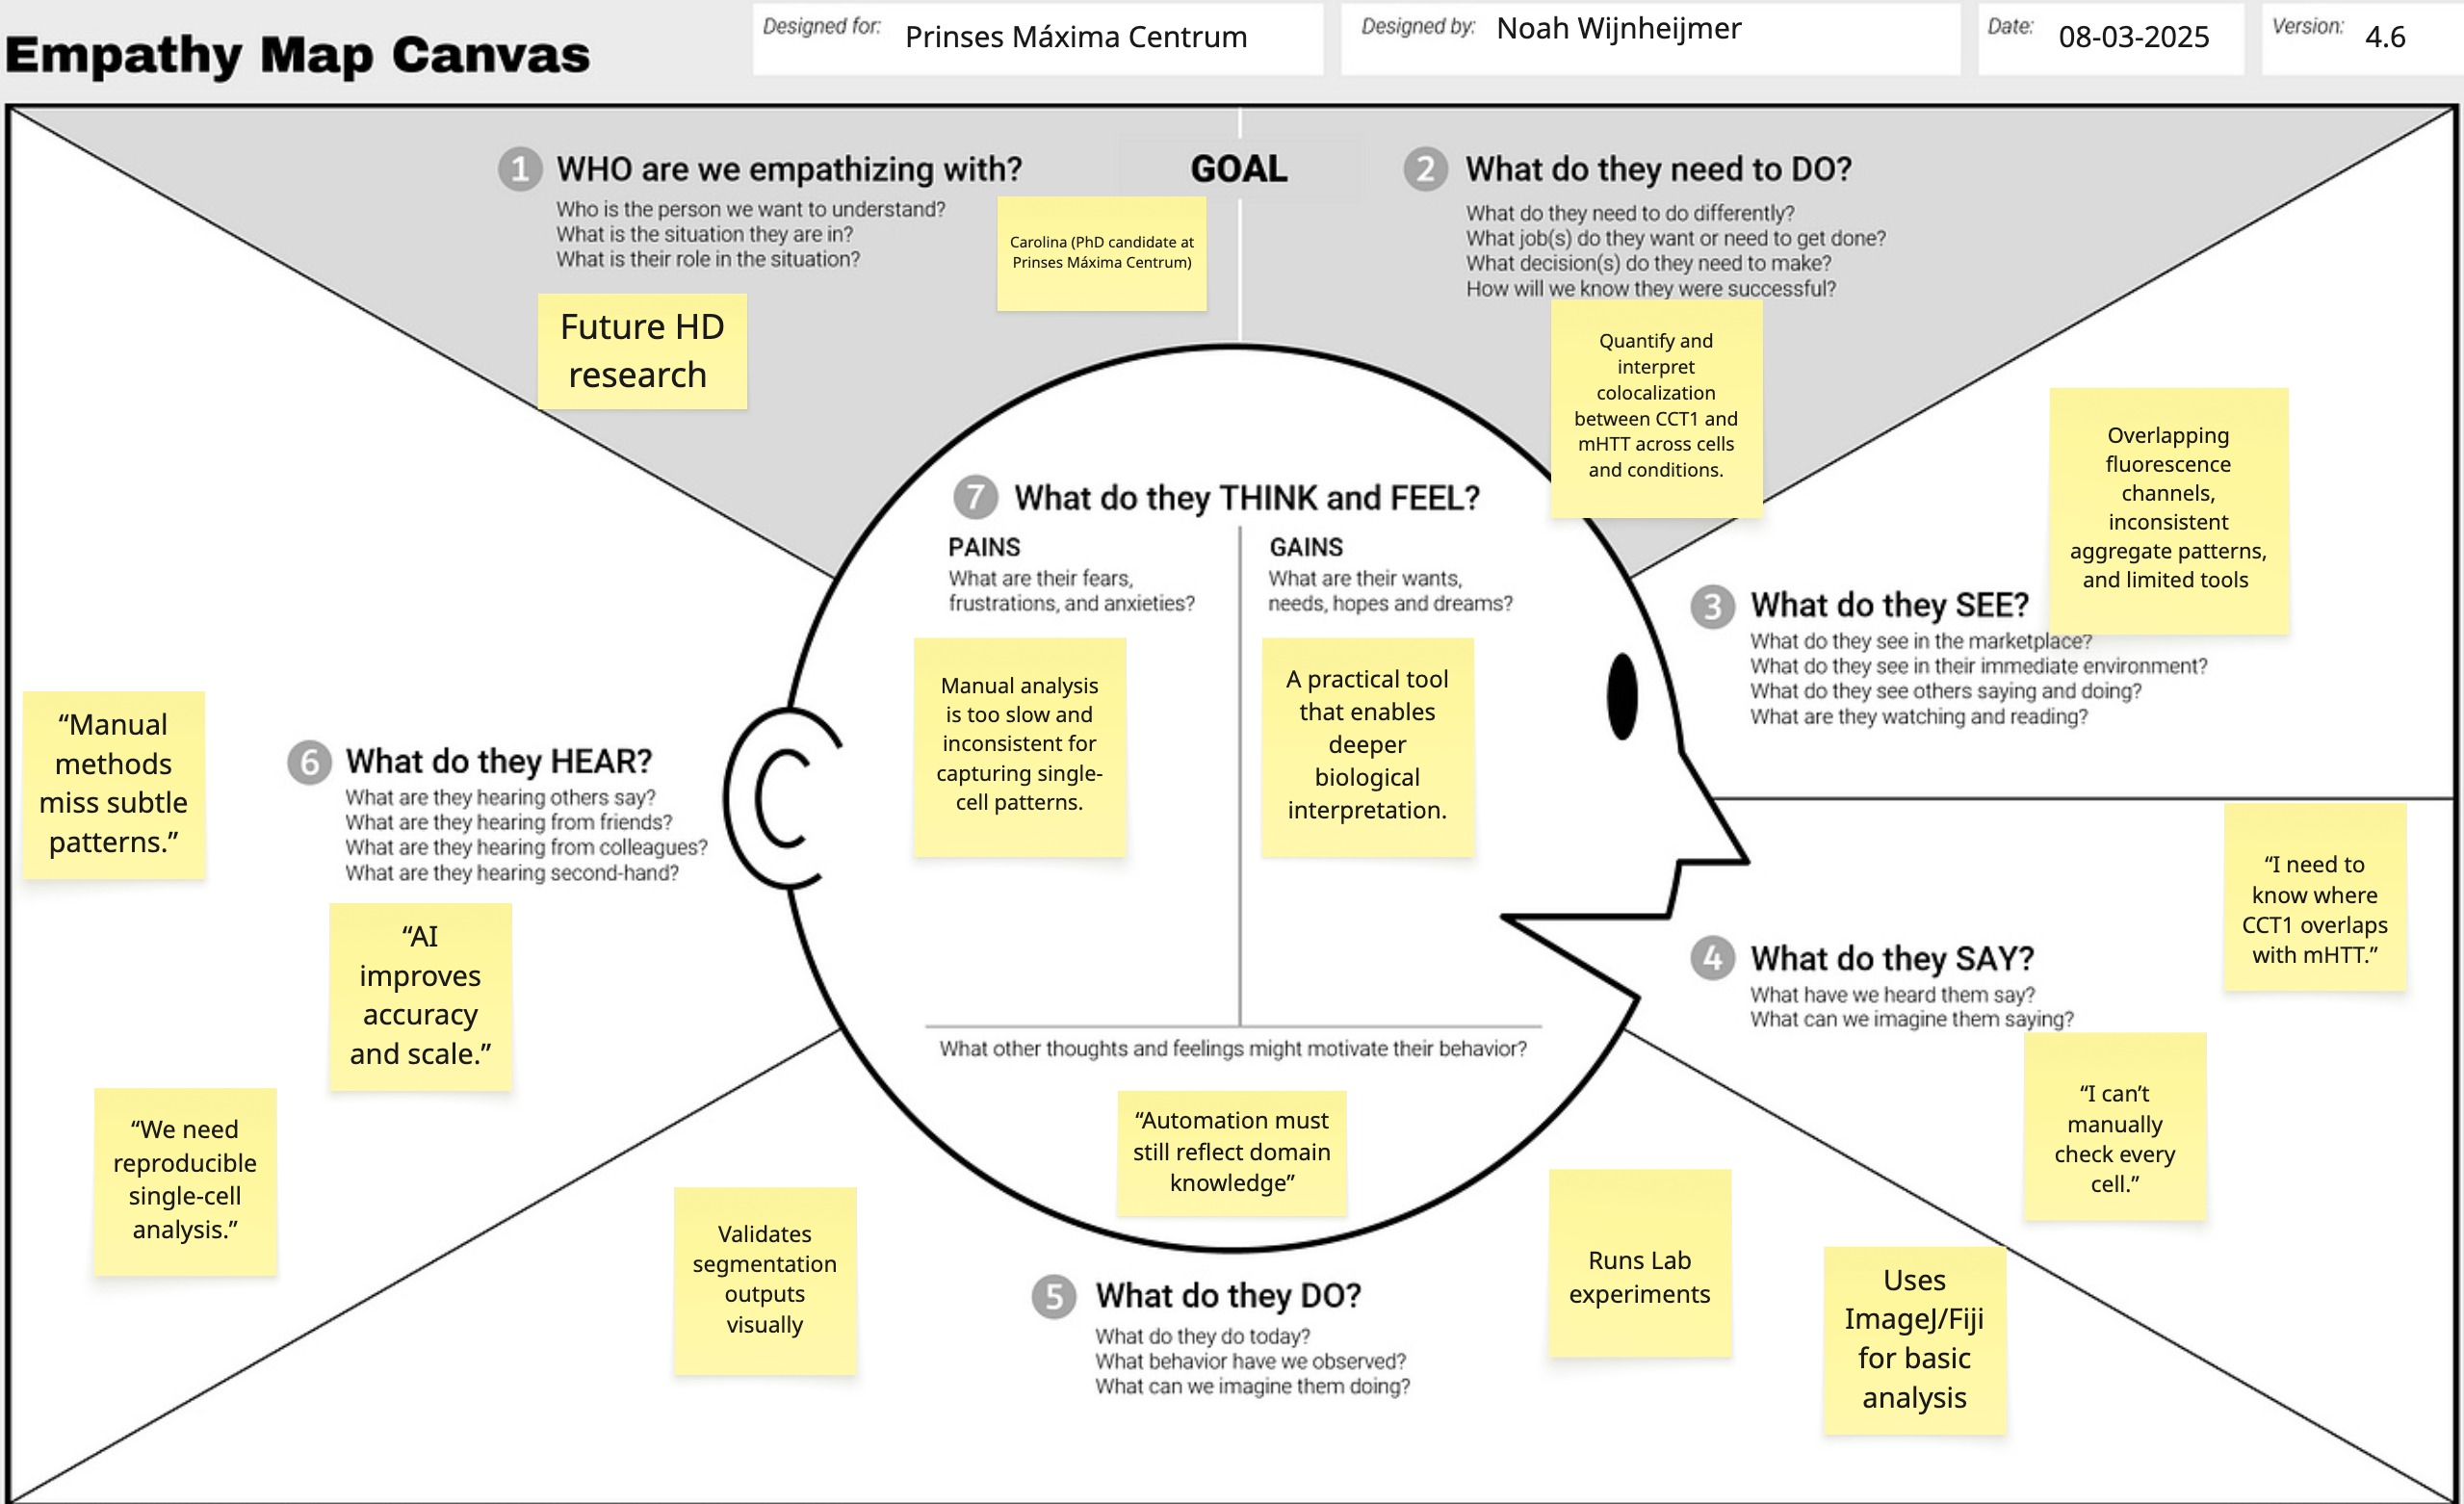 Empathy Map Canvas
Designed for:
Prinses Máxima Centrum
Designed by:
Noah Wijnheijmer
Date:
08-03-2025
Version:
4.6
1 WHO are we empathizing with?
Who is the person we want to understand?
What is the situation they are in?
What is their role in the situation?
Future HD
research
Carolina (PhD candidate at
Prinses Máxima Centrum)
GOAL
2 What do they need to DO?
What do they need to do differently?
What job(s) do they want or need to get done?
What decision(s) do they need to make?
How will we know they were successful?
Quantify and
interpret
colocalization
between CCT1 and
mHTT across cells
and conditions.
Overlapping
fluorescence
channels,
inconsistent
aggregate patterns,
and limited tools
3 What do they SEE?
What do they see in the marketplace?
What do they see in their immediate environment?
What do they see others saying and doing?
What are they watching and reading?
4 What do they SAY?
What have we heard them say?
What can we imagine them saying?
“I need to
know where
CCT1 overlaps
with mHTT.”
“I can’t
manually
check every
cell.”
5 What do they DO?
What do they do today?
What behavior have we observed?
What can we imagine them doing?
Validates
segmentation
outputs
visually
Runs Lab
experiments
Uses
ImageJ/Fiji
for basic
analysis
6 What do they HEAR?
What are they hearing others say?
What are they hearing from friends?
What are they hearing from colleagues?
What are they hearing second-hand?
“Manual
methods
miss subtle
patterns.”
“AI
improves
accuracy
and scale.”
“We need
reproducible
single-cell
analysis.”
7 What do they THINK and FEEL?
PAINS
What are their fears,
frustrations, and anxieties?
Manual analysis
is too slow and
inconsistent for
capturing single-
cell patterns.
GAINS
What are their wants,
needs, hopes and dreams?
A practical tool
that enables
deeper
biological
interpretation.
What other thoughts and feelings might motivate their behavior?
“Automation must
still reflect domain
knowledge”